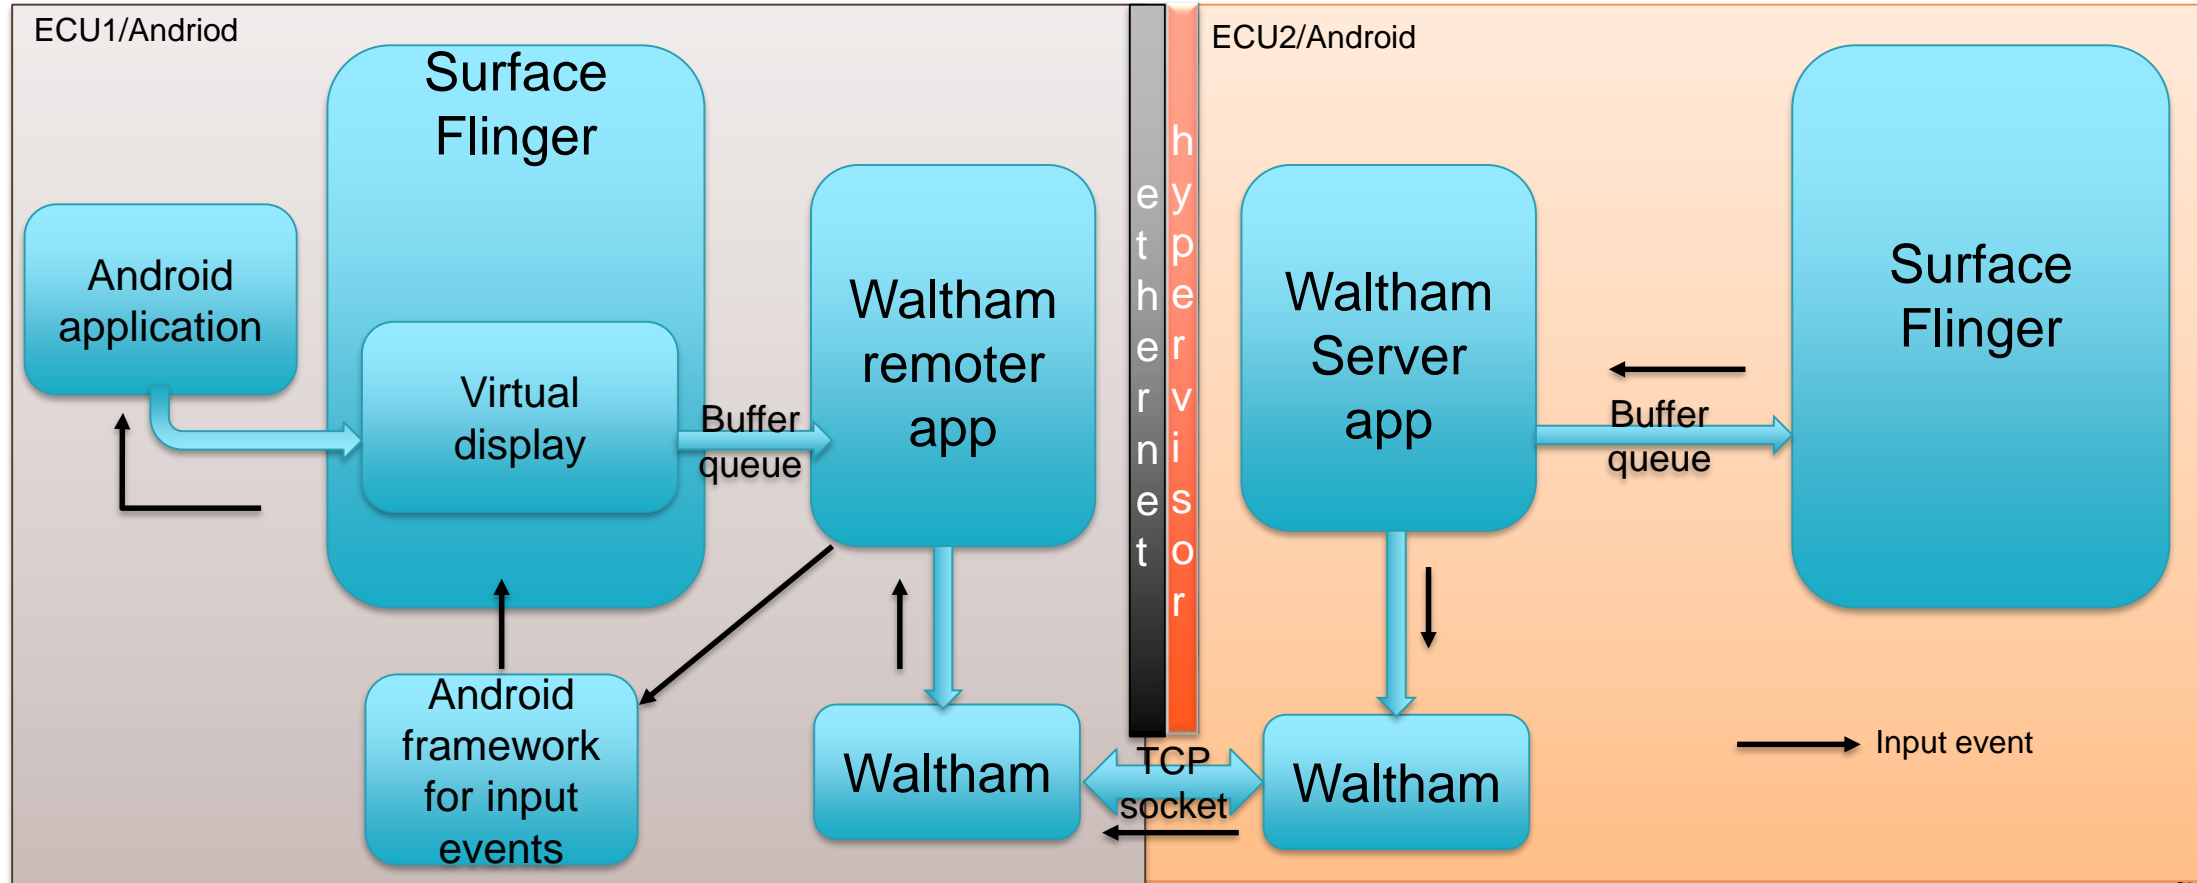 ECU1/Andriod
Surface
Flinger
Android
application
Virtual
display
Buffer
queue
Waltham
remoter
app
Android
framework
for input
events
Waltham
ethernet
hypervisor
TCP
socket
ECU2/Android
Waltham
Server
app
Buffer
queue
Surface
Flinger
Waltham
Input event